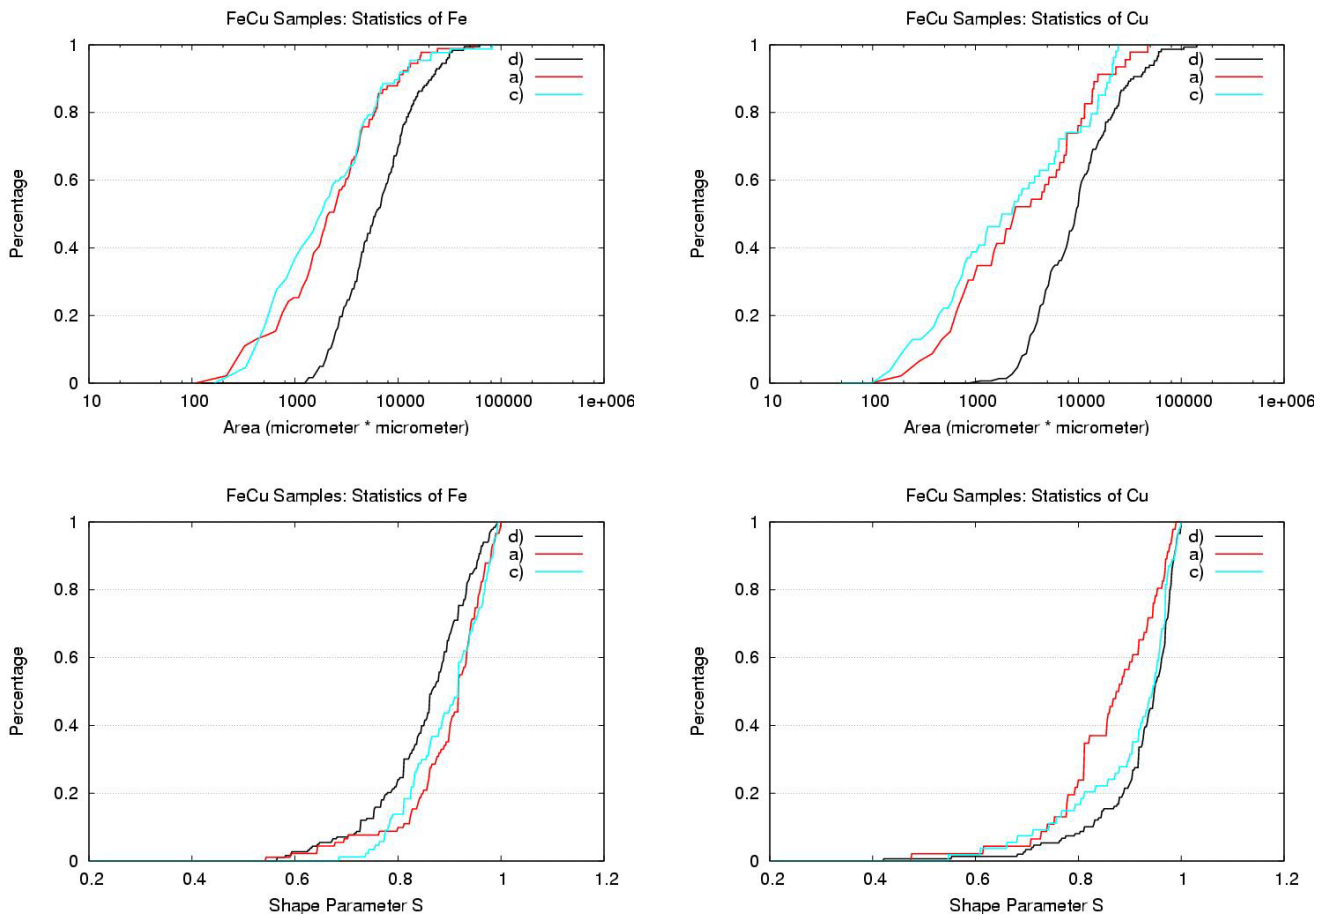 FeCu Samples: Statistics of Fe
1
0.8
0.6
0.4
0.2
0
Percentage
d)
a)
c)
10 100 1000 10000 100000 1e+006
Area (micrometer * micrometer)
FeCu Samples: Statistics of Cu
1
0.8
0.6
0.4
0.2
0
Percentage
d)
a)
c)
10 100 1000 10000 100000 1e+006
Area (micrometer * micrometer)
FeCu Samples: Statistics of Fe
1
0.8
0.6
0.4
0.2
0
Percentage
d)
a)
c)
0.2 0.4 0.6 0.8 1 1.2
Shape Parameter S
FeCu Samples: Statistics of Cu
1
0.8
0.6
0.4
0.2
0
Percentage
d)
a)
c)
0.2 0.4 0.6 0.8 1 1.2
Shape Parameter S